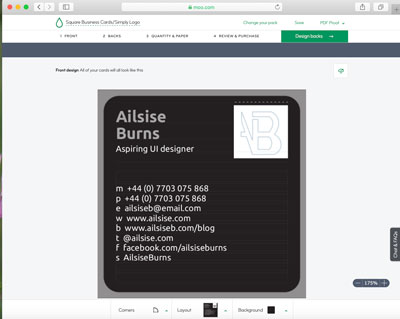 moo.com
Square Business Cards/Simply Logo
Change your pack
Save
PDF Proof
1 FRONT
2 BACKS
3 QUANTITY & PAPER
4 REVIEW & PURCHASE
Design backs
Front design All of your cards will all look like this
Ailsise
Burns
Aspiring UI designer
m +44 (0) 7703 075 868
p +44 (0) 7703 075 868
e ailsiseb@email.com
w www.ailsise.com
b www.ailsiseb.com/blog
t @ailsise.com
f facebook.com/ailsiseburns
s AilsiseBurns
Chat & FAQs
175%
Corners
Layout
Background